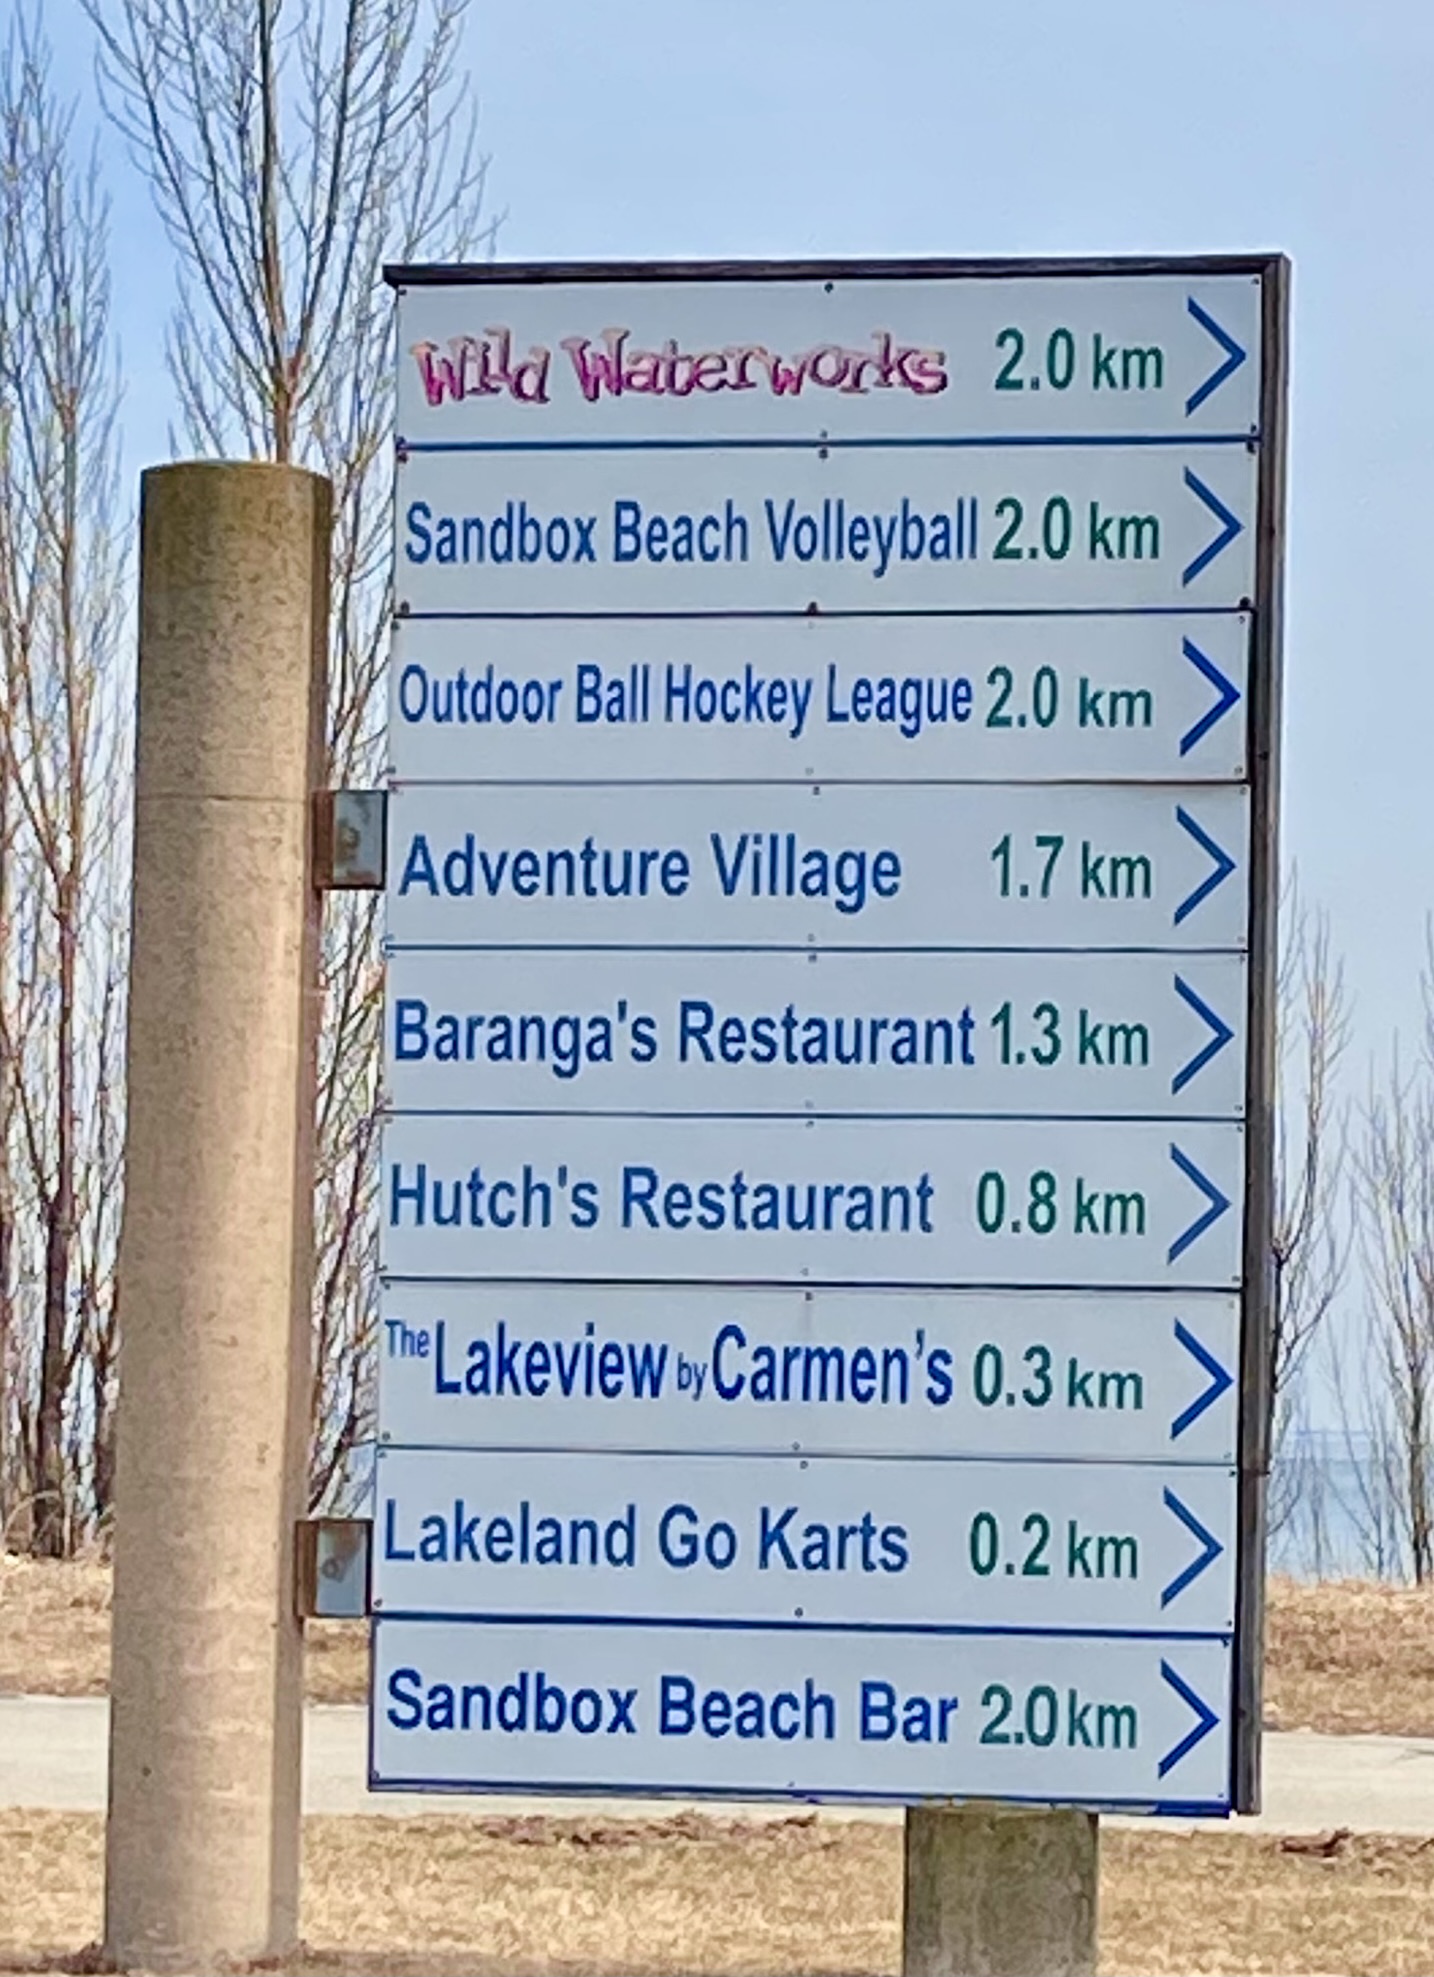 Wild Waterworks 2.0 km
Sandbox Beach Volleyball 2.0 km
Outdoor Ball Hockey League 2.0 km
Adventure Village 1.7 km
Baranga's Restaurant 1.3 km
Hutch's Restaurant 0.8 km
The Lakeview by Carmen's 0.3 km
Lakeland Go Karts 0.2 km
Sandbox Beach Bar 2.0 km